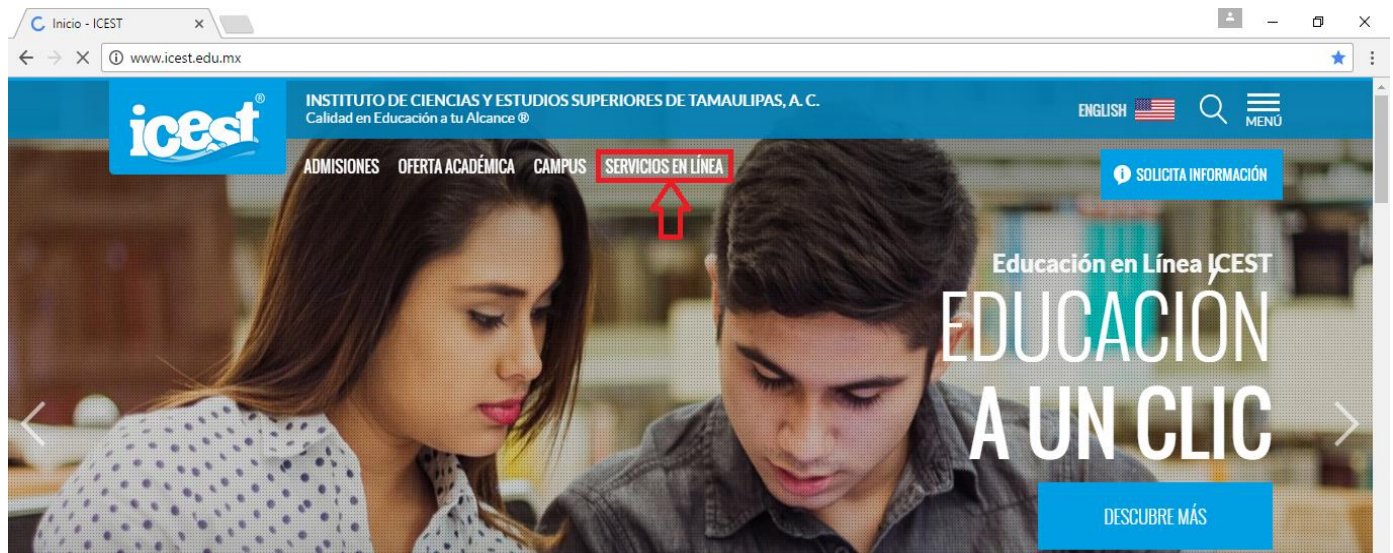 Inicio - ICEST
www.icest.edu.mx
icest®
INSTITUTO DE CIENCIAS Y ESTUDIOS SUPERIORES DE TAMAULIPAS, A. C.
Calidad en Educación a tu Alcance ®
ENGLISH
MENÚ
ADMISIONES OFERTA ACADÉMICA CAMPUS SERVICIOS EN LÍNEA
SOLICITA INFORMACIÓN
Educación en Línea ICEST
EDUCACIÓN
A UN CLIC
DESCUBRE MÁS